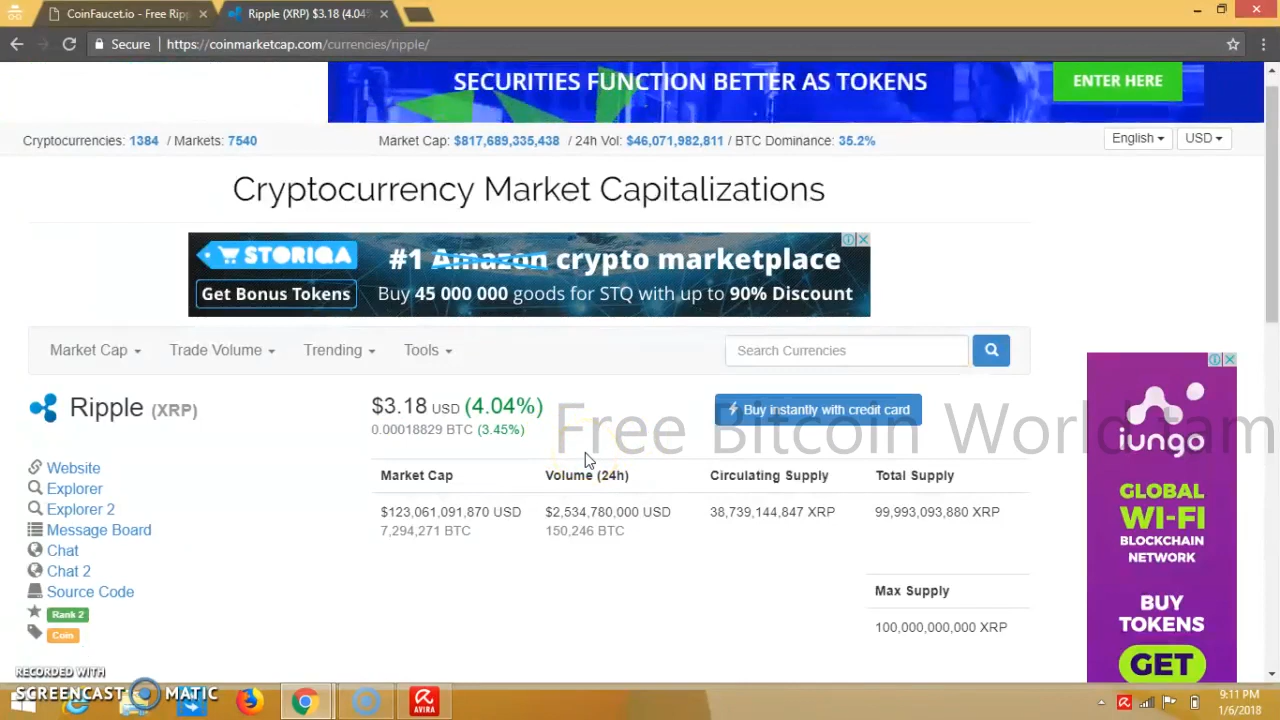 CoinFaucet.io - Free Ripp
Ripple (XRP) $3.18 (4.04%
Secure
https://coinmarketcap.com/currencies/ripple/
SECURITIES FUNCTION BETTER AS TOKENS
ENTER HERE
Cryptocurrencies: 1384 / Markets: 7540
Market Cap: $817,689,335,438 / 24h Vol: $46,071,982,811 / BTC Dominance: 35.2%
English
USD
Cryptocurrency Market Capitalizations
STORIQA
Get Bonus Tokens
#1 Amazon crypto marketplace
Buy 45 000 000 goods for STQ with up to 90% Discount
Market Cap
Trade Volume
Trending
Tools
Search Currencies
Ripple (XRP)
$3.18 USD (4.04%)
0.00018829 BTC (3.45%)
Buy instantly with credit card
Free Bitcoin World tam
Website
Explorer
Explorer 2
Message Board
Chat
Chat 2
Source Code
Rank 2
Coin
Market Cap
$123,061,091,870 USD
7,294,271 BTC
Volume (24h)
$2,534,780,000 USD
150,246 BTC
Circulating Supply
38,739,144,847 XRP
Total Supply
99,993,093,880 XRP
Max Supply
100,000,000,000 XRP
iungo
GLOBAL
WI-FI
BLOCKCHAIN
NETWORK
BUY
TOKENS
GET
RECORDED WITH
SCREENCAST MATIC
AVIRA
9:11 PM
1/6/2018